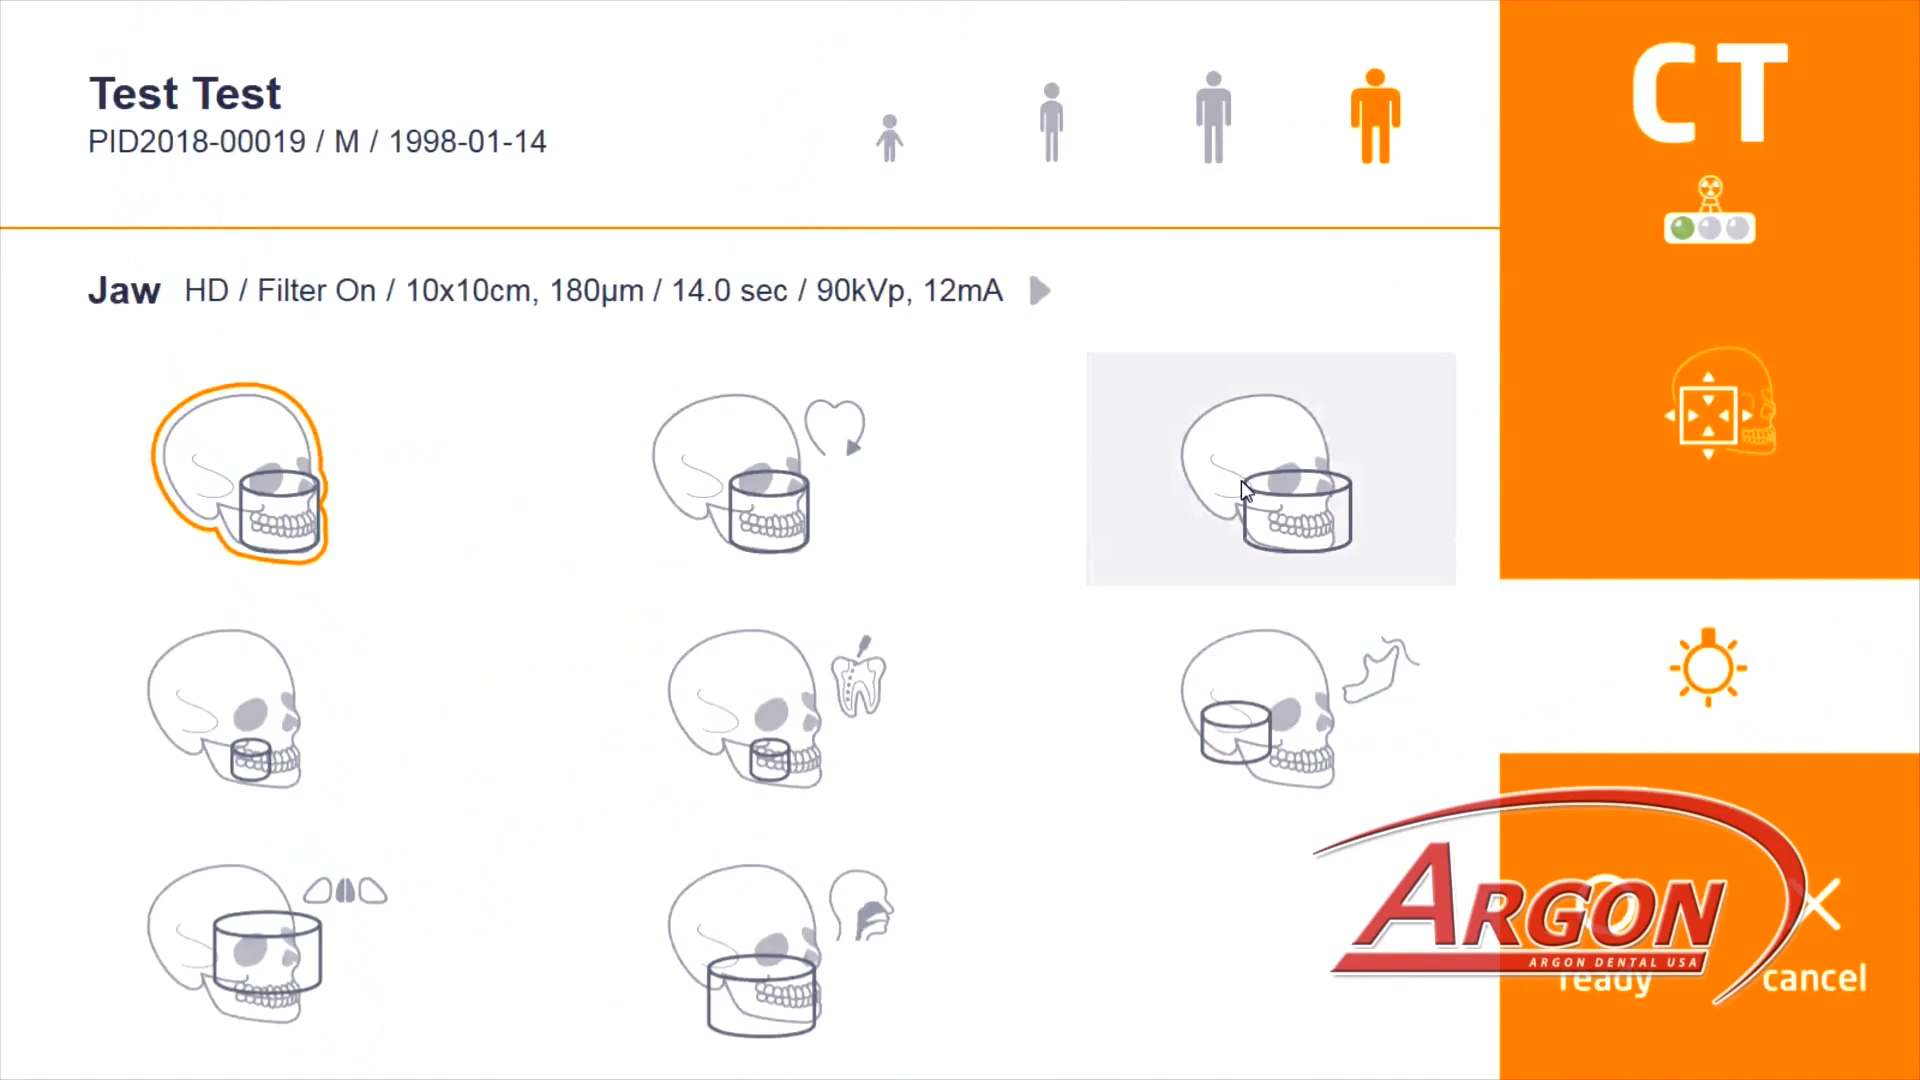 Test Test
PID2018-00019 / M / 1998-01-14
CT
Jaw HD / Filter On / 10x10cm, 180µm / 14.0 sec / 90kVp, 12mA
ARGON
ARGON DENTAL USA
ready
cancel